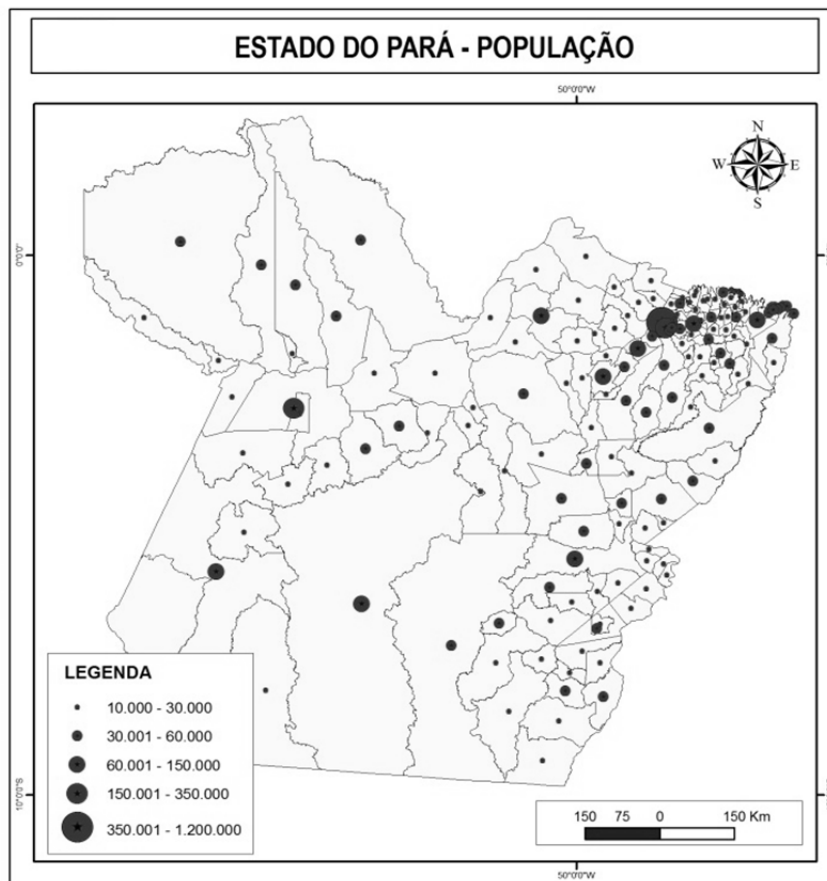 ESTADO DO PARÁ - POPULAÇÃO
50°0'0"W
N
W E
S
0°0'0"
LEGENDA
10.000 - 30.000
30.001 - 60.000
60.001 - 150.000
150.001 - 350.000
350.001 - 1.200.000
10°0'0"S
150 75 0 150 Km
50°0'0"W